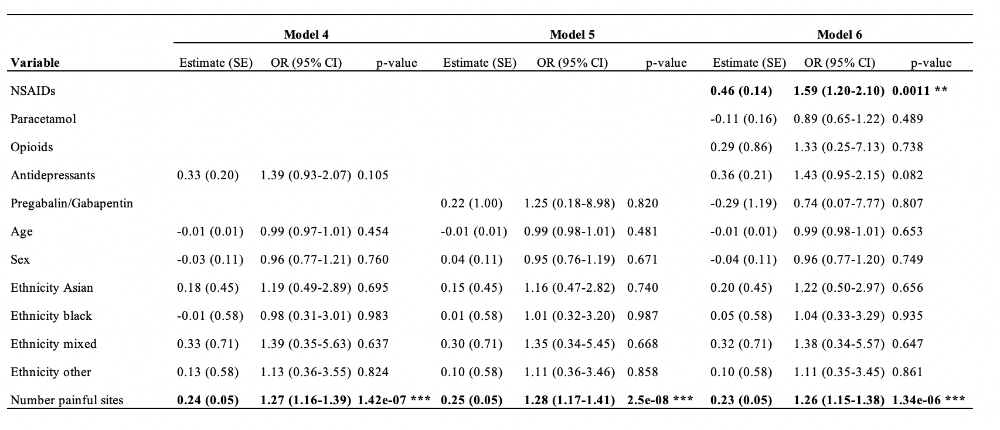 Model 4 Model 5 Model 6
Variable Estimate (SE) OR (95% CI) p-value Estimate (SE) OR (95% CI) p-value Estimate (SE) OR (95% CI) p-value
NSAIDs 0.46 (0.14) 1.59 (1.20-2.10) 0.0011 **
Paracetamol -0.11 (0.16) 0.89 (0.65-1.22) 0.489
Opioids 0.29 (0.86) 1.33 (0.25-7.13) 0.738
Antidepressants 0.33 (0.20) 1.39 (0.93-2.07) 0.105 0.36 (0.21) 1.43 (0.95-2.15) 0.082
Pregabalin/Gabapentin 0.22 (1.00) 1.25 (0.18-8.98) 0.820 -0.29 (1.19) 0.74 (0.07-7.77) 0.807
Age -0.01 (0.01) 0.99 (0.97-1.01) 0.454 -0.01 (0.01) 0.99 (0.98-1.01) 0.481 -0.01 (0.01) 0.99 (0.98-1.01) 0.653
Sex -0.03 (0.11) 0.96 (0.77-1.21) 0.760 0.04 (0.11) 0.95 (0.76-1.19) 0.671 -0.04 (0.11) 0.96 (0.77-1.20) 0.749
Ethnicity Asian 0.18 (0.45) 1.19 (0.49-2.89) 0.695 0.15 (0.45) 1.16 (0.47-2.82) 0.740 0.20 (0.45) 1.22 (0.50-2.97) 0.656
Ethnicity black -0.01 (0.58) 0.98 (0.31-3.01) 0.983 0.01 (0.58) 1.01 (0.32-3.20) 0.987 0.05 (0.58) 1.04 (0.33-3.29) 0.935
Ethnicity mixed 0.33 (0.71) 1.39 (0.35-5.63) 0.637 0.30 (0.71) 1.35 (0.34-5.45) 0.668 0.32 (0.71) 1.38 (0.34-5.57) 0.647
Ethnicity other 0.13 (0.58) 1.13 (0.36-3.55) 0.824 0.10 (0.58) 1.11 (0.36-3.46) 0.858 0.10 (0.58) 1.11 (0.35-3.45) 0.861
Number painful sites 0.24 (0.05) 1.27 (1.16-1.39) 1.42e-07 *** 0.25 (0.05) 1.28 (1.17-1.41) 2.5e-08 *** 0.23 (0.05) 1.26 (1.15-1.38) 1.34e-06 ***